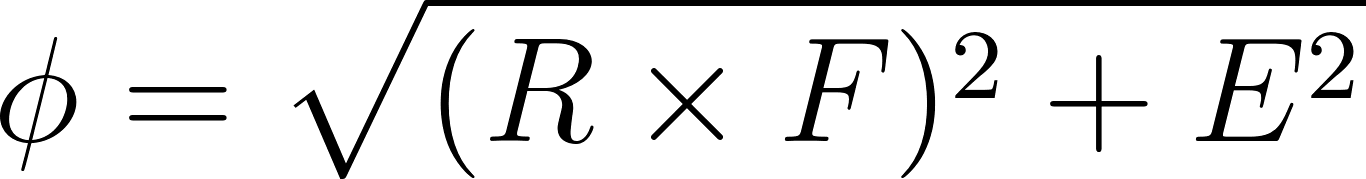 ϕ = √((R × F)² + E²)